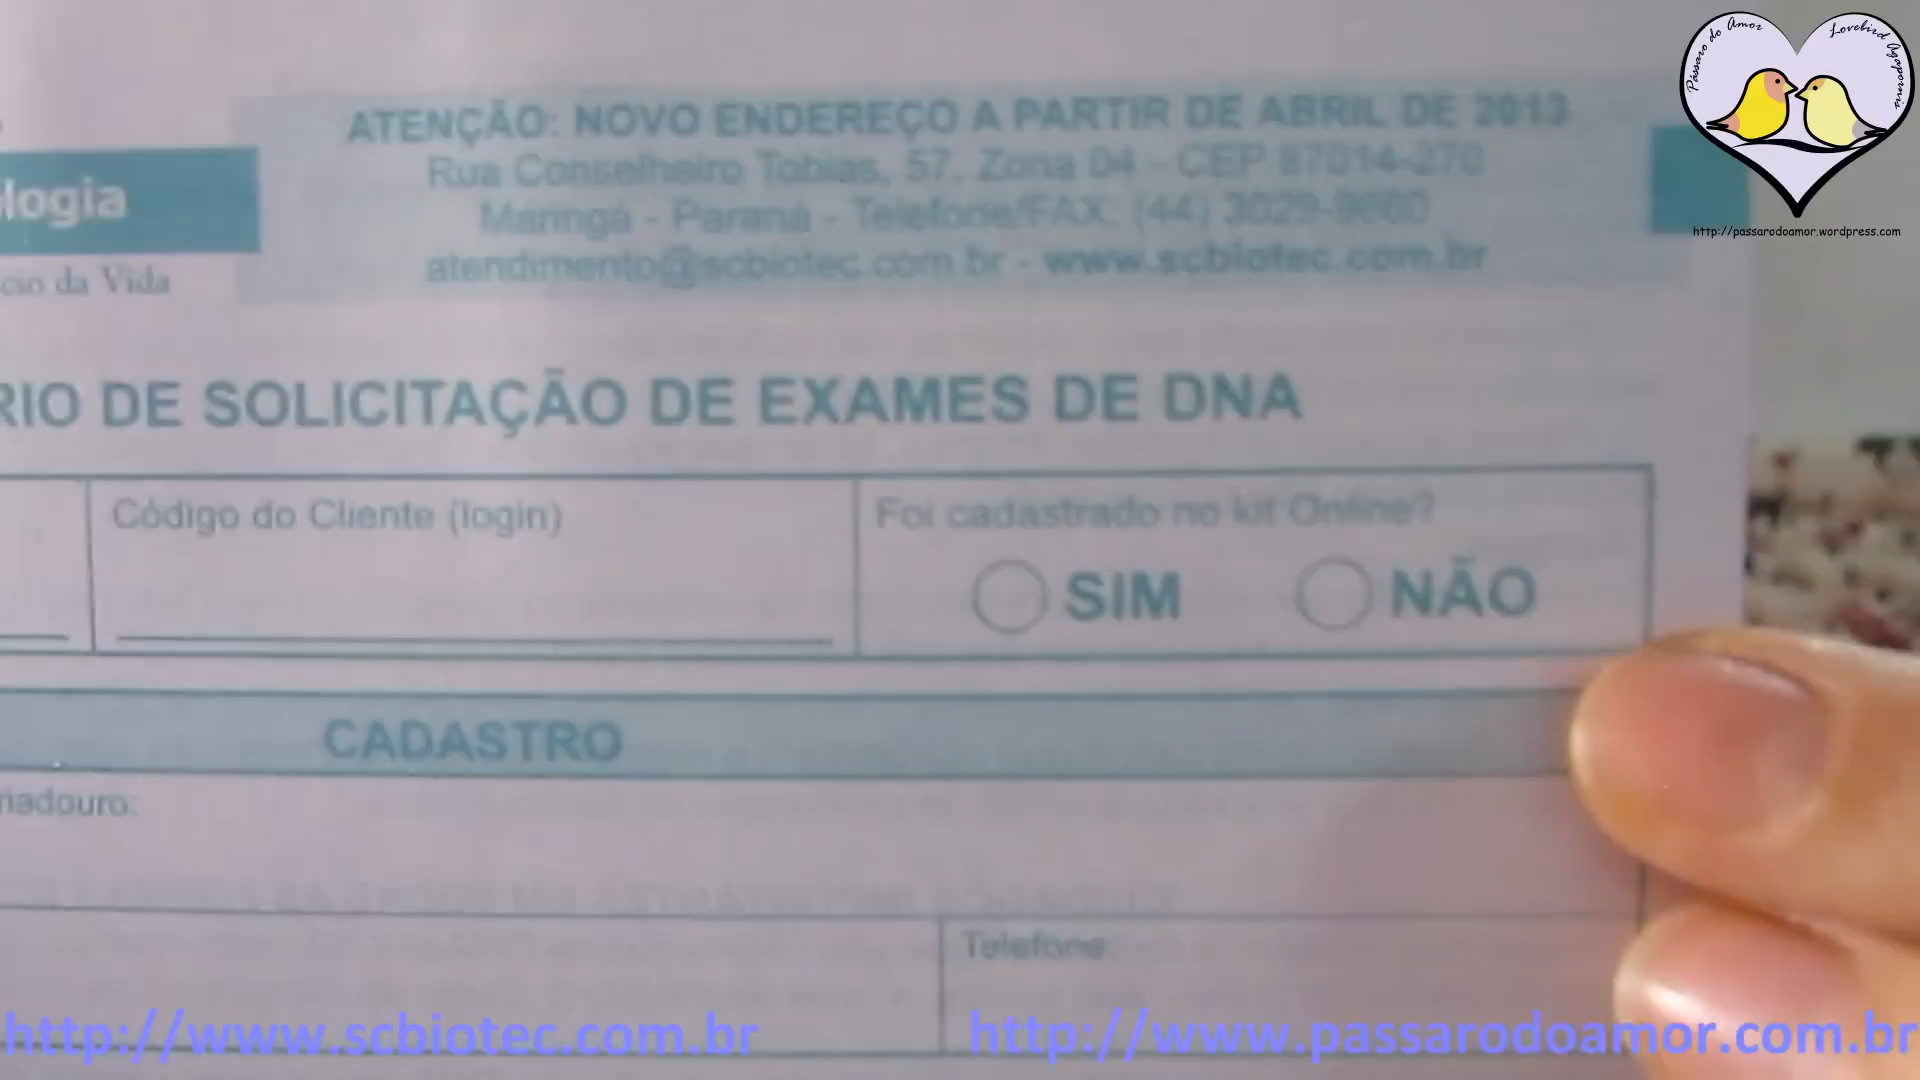 Pássaro do Amor
Lovebird Agapornis
http://passarodoamor.wordpress.com
ATENÇÃO: NOVO ENDEREÇO A PARTIR DE ABRIL DE 2013
Rua Conselheiro Tobias, 57, Zona 04 - CEP 87014-270
Maringá - Paraná - Telefone/FAX: (44)
atendimento@scbiotec.com.br - www.scbiotec.com.br
logia
cio da Vida
RIO DE SOLICITAÇÃO DE EXAMES DE DNA
Código do Cliente (login)
Foi cadastrado no kit Online?
SIM
NÃO
CADASTRO
riadouro:
Telefone:
http://www.scbiotec.com.br
http://www.passarodoamor.com.br